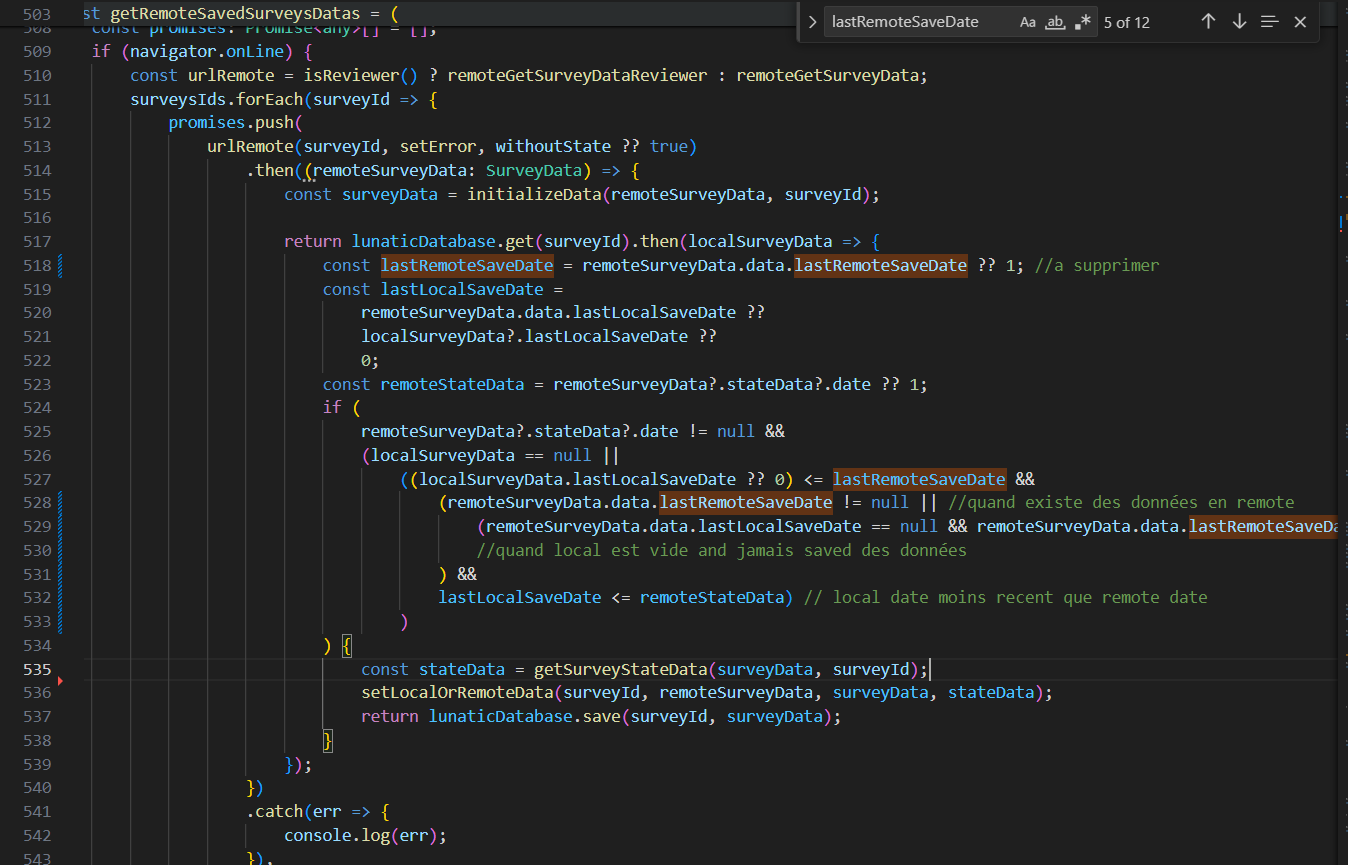 503 st getRemoteSavedSurveysDatas = (
lastRemoteSaveDate Aa ab .* 5 of 12
508 const promises: Promise<any>[] = [];
509 if (navigator.onLine) {
510 const urlRemote = isReviewer() ? remoteGetSurveyDataReviewer : remoteGetSurveyData;
511 surveysIds.forEach(surveyId => {
512 promises.push(
513 urlRemote(surveyId, setError, withoutState ?? true)
514 .then((remoteSurveyData: SurveyData) => {
515 const surveyData = initializeData(remoteSurveyData, surveyId);
516
517 return lunaticDatabase.get(surveyId).then(localSurveyData => {
518 const lastRemoteSaveDate = remoteSurveyData.data.lastRemoteSaveDate ?? 1; //a supprimer
519 const lastLocalSaveDate =
520 remoteSurveyData.data.lastLocalSaveDate ??
521 localSurveyData?.lastLocalSaveDate ??
522 0;
523 const remoteStateData = remoteSurveyData?.stateData?.date ?? 1;
524 if (
525 remoteSurveyData?.stateData?.date != null &&
526 (localSurveyData == null ||
527 ((localSurveyData.lastLocalSaveDate ?? 0) <= lastRemoteSaveDate &&
528 (remoteSurveyData.data.lastRemoteSaveDate != null || //quand existe des données en remote
529 (remoteSurveyData.data.lastLocalSaveDate == null && remoteSurveyData.data.lastRemoteSaveDa
530 //quand local est vide and jamais saved des données
531 ) &&
532 lastLocalSaveDate <= remoteStateData) // local date moins recent que remote date
533 )
534 ) {
535 const stateData = getSurveyStateData(surveyData, surveyId);
536 setLocalOrRemoteData(surveyId, remoteSurveyData, surveyData, stateData);
537 return lunaticDatabase.save(surveyId, surveyData);
538 }
539 });
540 })
541 .catch(err => {
542 console.log(err);
543 }),